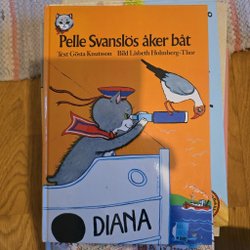 Pelle Svanslös åker båt
Text Gösta Knutsson Bild Lisbeth Holmberg-Thor
DIANA